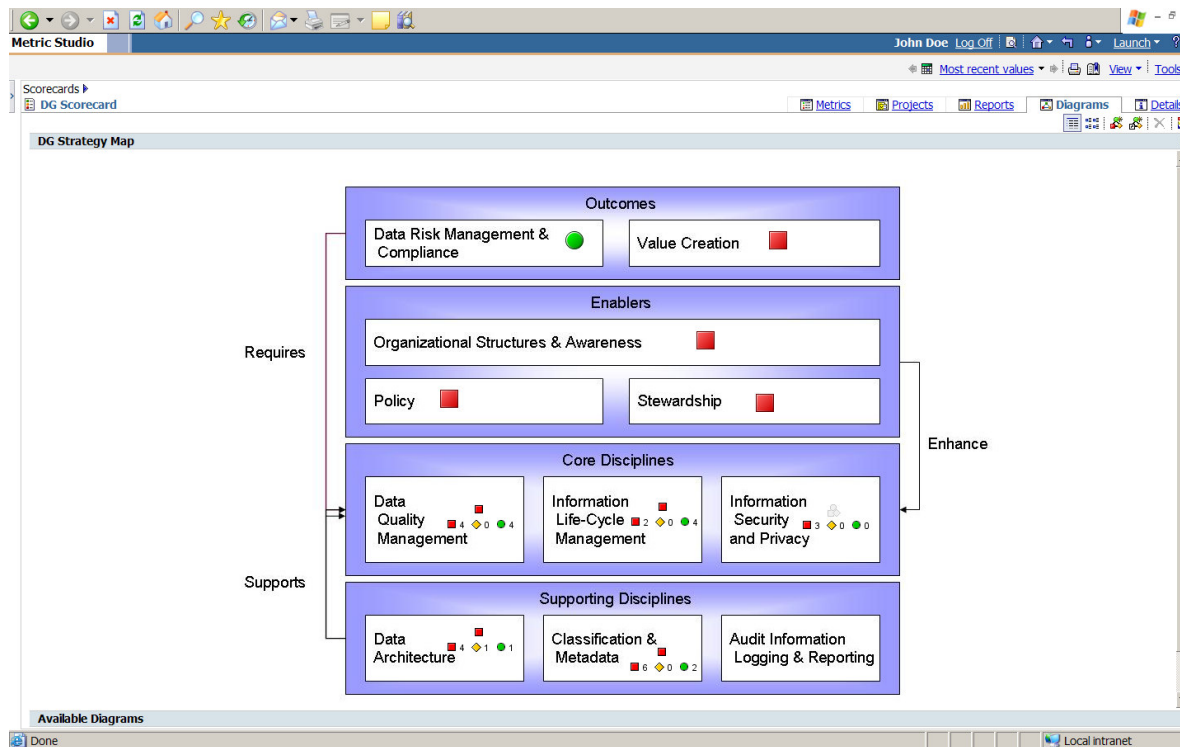 Metric Studio
John Doe Log Off Launch ?
Most recent values View Tools
Scorecards
DG Scorecard
Metrics Projects Reports Diagrams Details
DG Strategy Map
Outcomes
Data Risk Management &
Compliance
Value Creation
Enablers
Organizational Structures & Awareness
Policy
Stewardship
Requires
Enhance
Core Disciplines
Data
Quality
Management
4 0 4
Information
Life-Cycle
Management
2 0 4
Information
Security
and Privacy
3 0 0
Supports
Supporting Disciplines
Data
Architecture
4 1 1
Classification &
Metadata
6 0 2
Audit Information
Logging & Reporting
Available Diagrams
Done
Local intranet